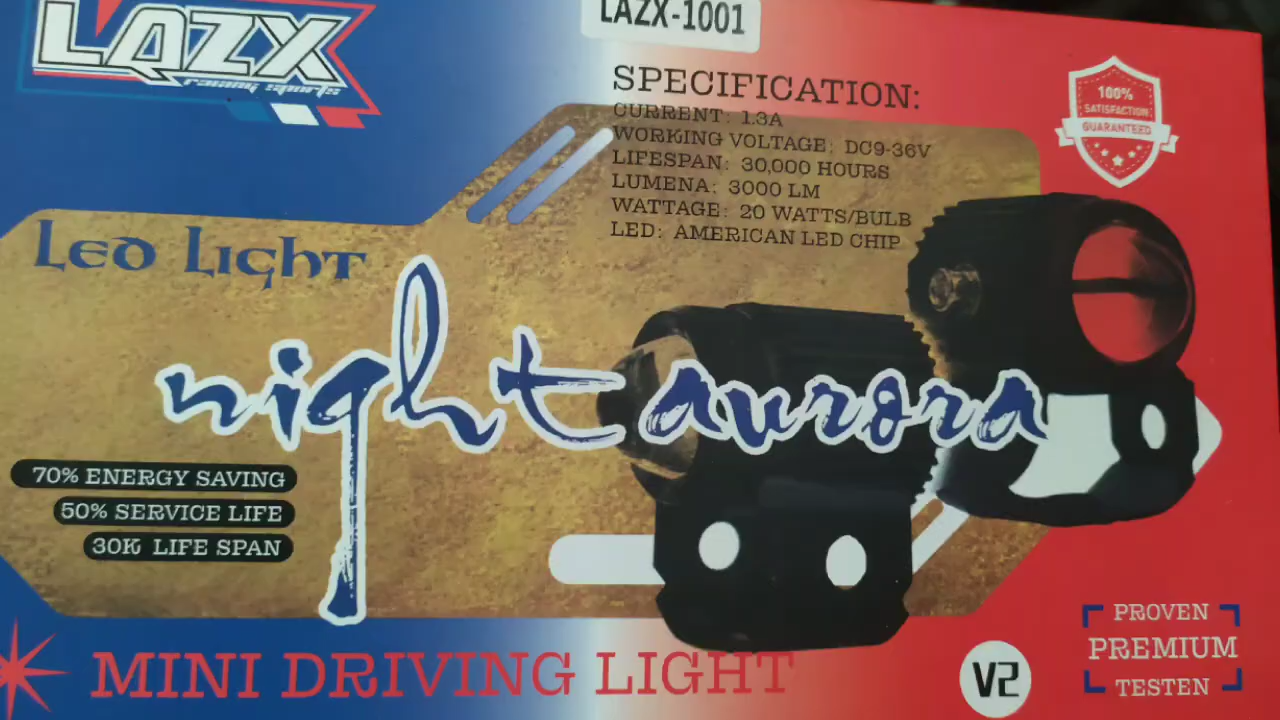 LAZX
racing sports
LAZX-1001
SPECIFICATION:
CURRENT: 1.3A
WORKING VOLTAGE: DC9-36V
LIFESPAN: 30,000 HOURS
LUMENA: 3000 LM
WATTAGE: 20 WATTS/BULB
LED: AMERICAN LED CHIP
100%
SATISFACTION
GUARANTEED
Led Light
night aurora
70% ENERGY SAVING
50% SERVICE LIFE
30K LIFE SPAN
MINI DRIVING LIGHT
V2
PROVEN
PREMIUM
TESTEN